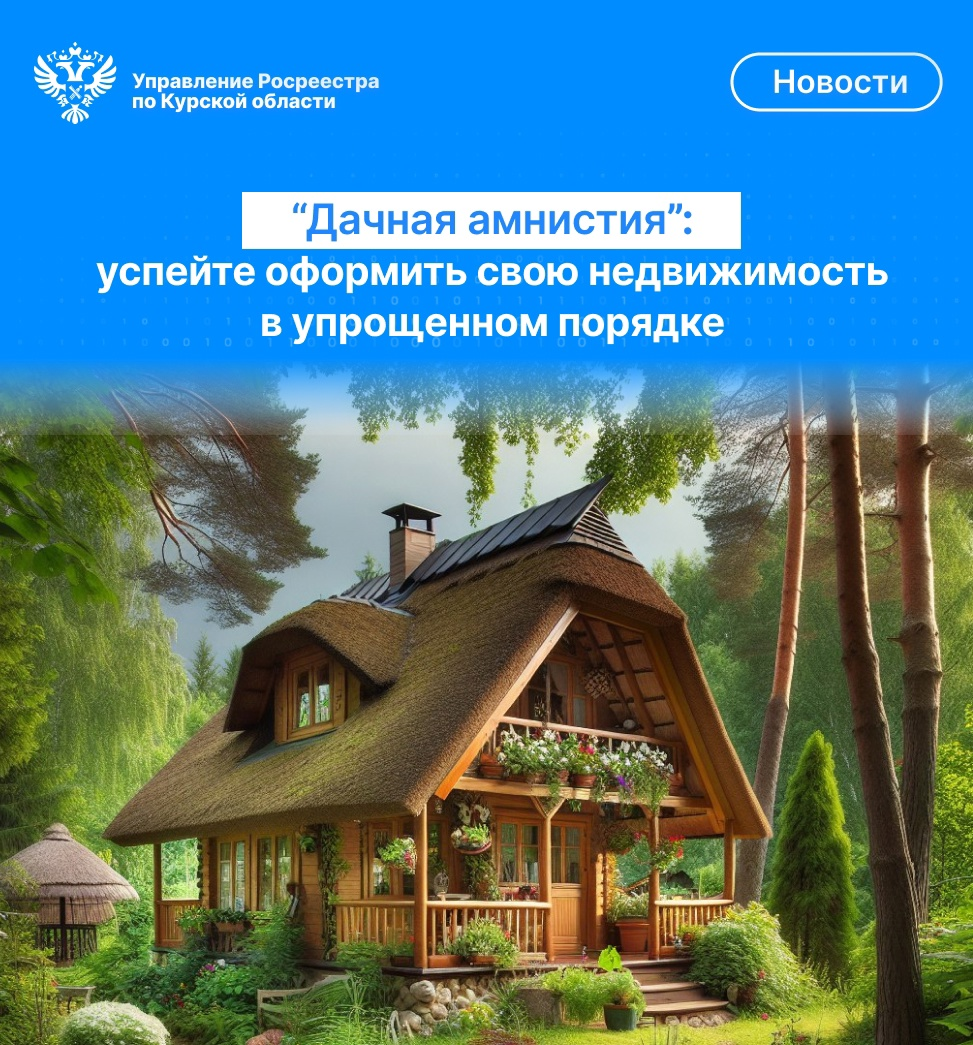 Управление Росреестра
по Курской области
Новости
“Дачная амнистия”:
успейте оформить свою недвижимость
в упрощенном порядке